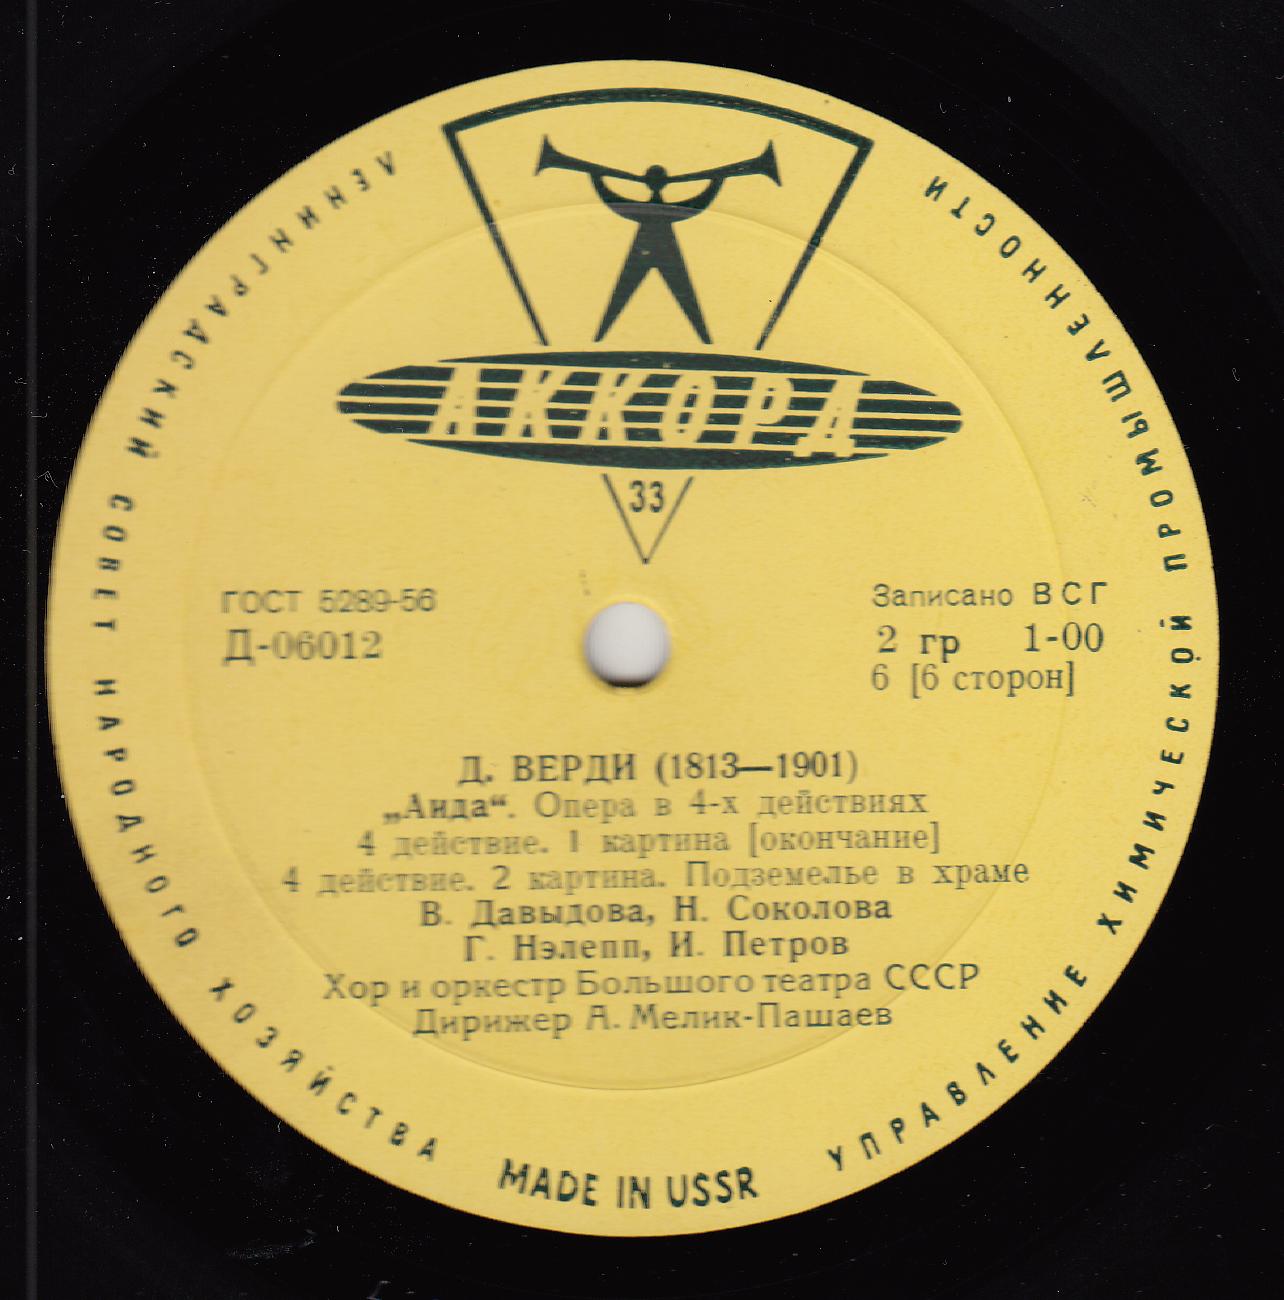 ЛЕНИНГРАДСКИЙ СОВЕТ НАРОДНОГО ХОЗЯЙСТВА
УПРАВЛЕНИЕ ХИМИЧЕСКОЙ ПРОМЫШЛЕННОСТИ
АККОРД
33
ГОСТ 5289-56
Д-06012
Записано ВСГ
2 гр 1-00
6 [6 сторон]
Д. ВЕРДИ (1813—1901)
„Аида“. Опера в 4-х действиях
4 действие. 1 картина [окончание]
4 действие. 2 картина. Подземелье в храме
В. Давыдова, Н. Соколова
Г. Нэлепп, И. Петров
Хор и оркестр Большого театра СССР
Дирижер А. Мелик-Пашаев
MADE IN USSR